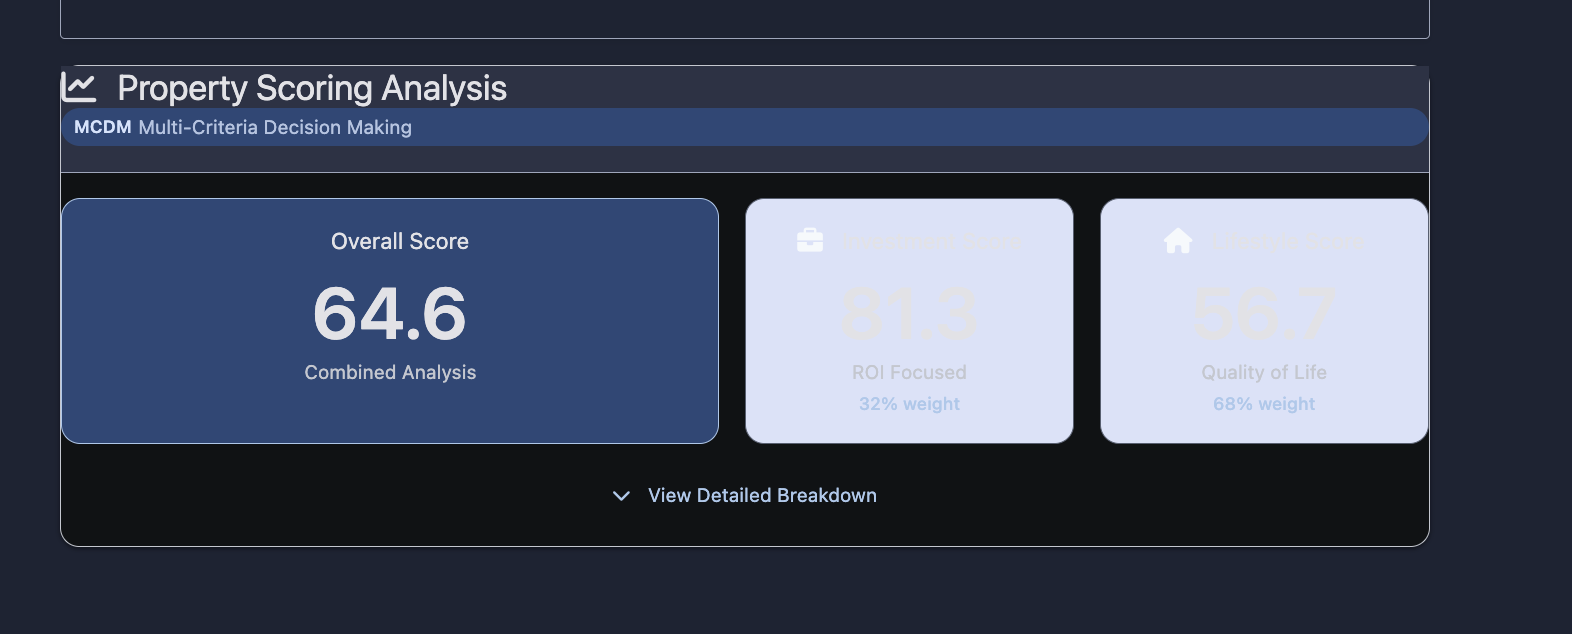 Property Scoring Analysis
MCDM Multi-Criteria Decision Making
Overall Score
64.6
Combined Analysis
Investment Score
81.3
ROI Focused
32% weight
Lifestyle Score
56.7
Quality of Life
68% weight
View Detailed Breakdown